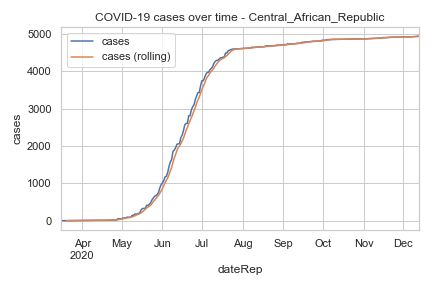 COVID-19 cases over time - Central_African_Republic
cases
cases (rolling)
5000
4000
3000
2000
1000
0
cases
Apr May Jun Jul Aug Sep Oct Nov Dec
2020
dateRep